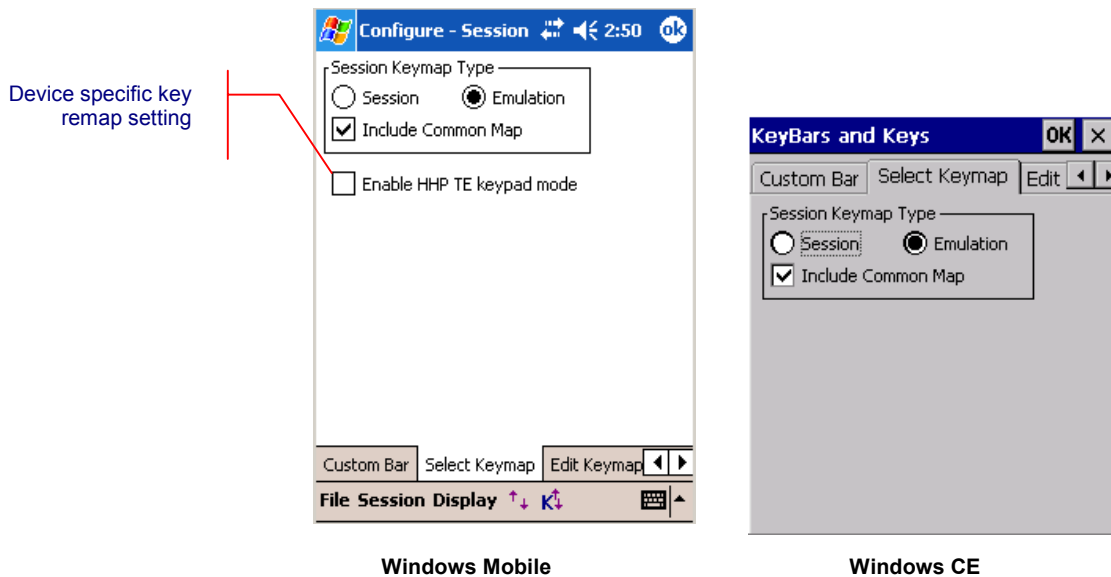 Device specific key
remap setting
Configure - Session 2:50 ok
Session Keymap Type
Session Emulation
Include Common Map
Enable HHP TE keypad mode
Custom Bar Select Keymap Edit Keymap
File Session Display K
Windows Mobile
KeyBars and Keys OK ×
Custom Bar Select Keymap Edit
Session Keymap Type
Session Emulation
Include Common Map
Windows CE